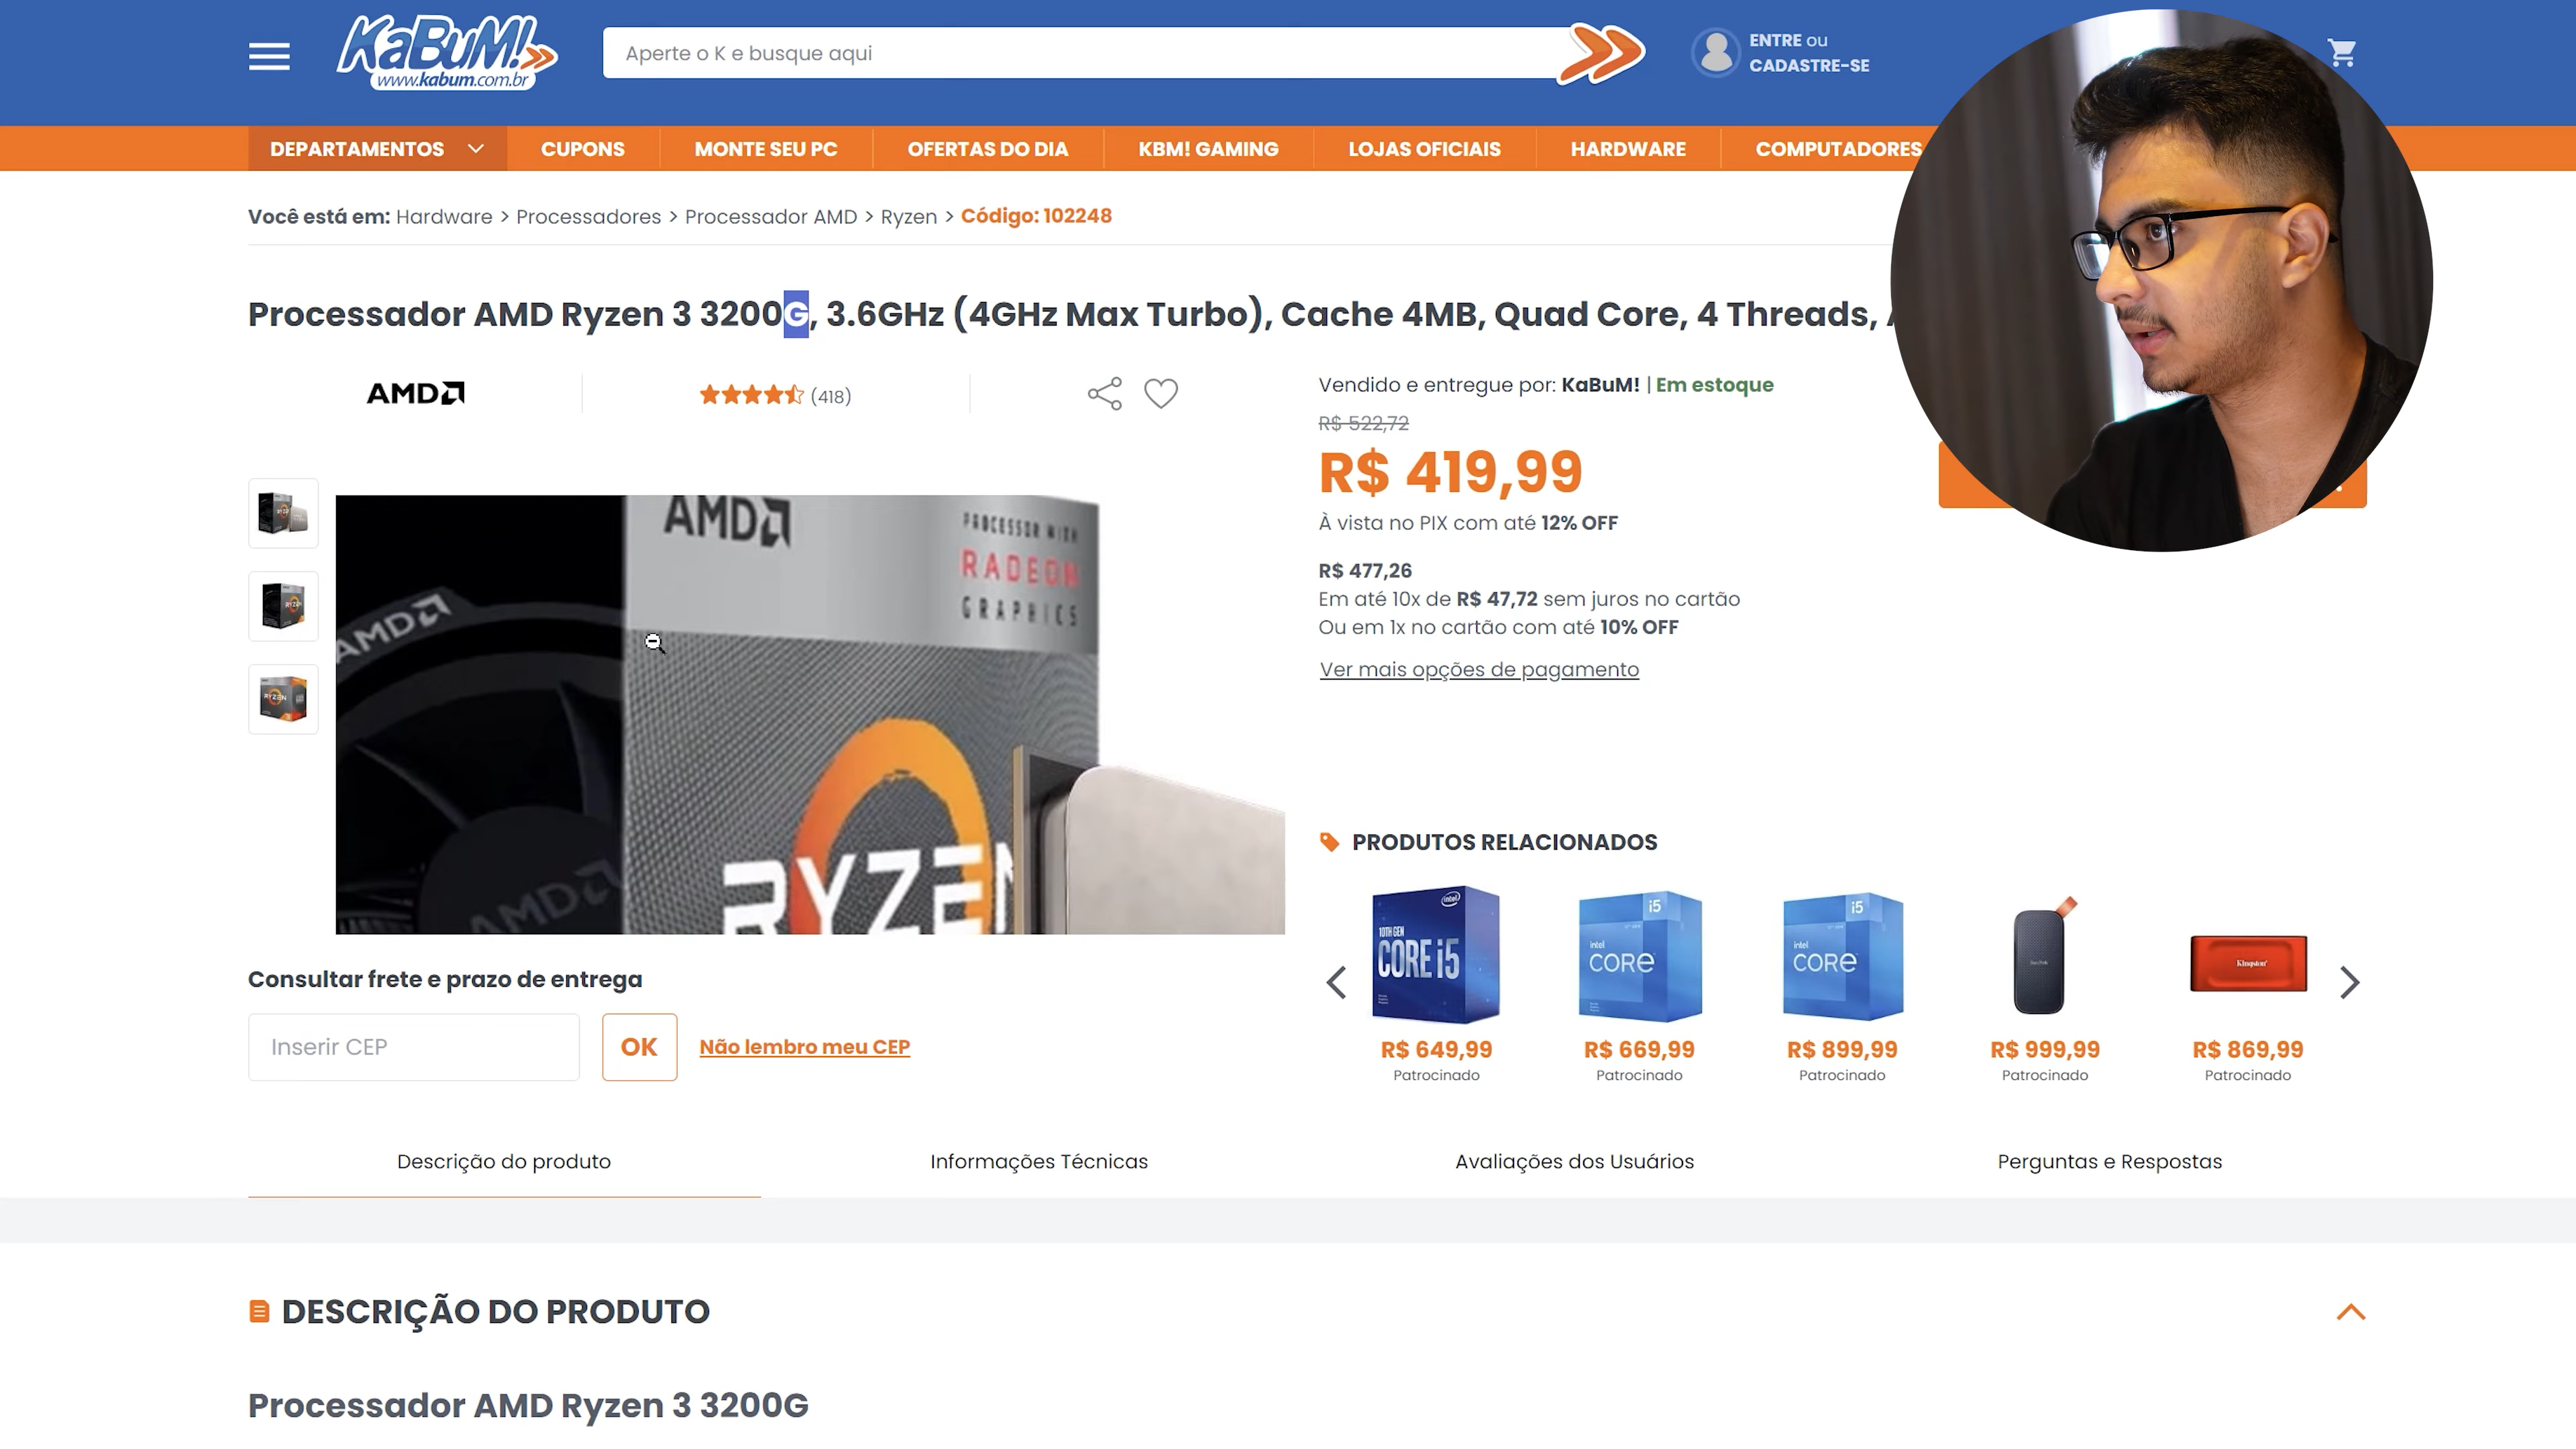 KaBuM!
www.kabum.com.br
Aperte o K e busque aqui
ENTRE ou
CADASTRE-SE
DEPARTAMENTOS
CUPONS
MONTE SEU PC
OFERTAS DO DIA
KBM! GAMING
LOJAS OFICIAIS
HARDWARE
COMPUTADORES
Você está em: Hardware > Processadores > Processador AMD > Ryzen > Código: 102248
Processador AMD Ryzen 3 3200G, 3.6GHz (4GHz Max Turbo), Cache 4MB, Quad Core, 4 Threads,
AMD
(418)
Vendido e entregue por: KaBuM! | Em estoque
R$ 522,72
R$ 419,99
À vista no PIX com até 12% OFF
R$ 477,26
Em até 10x de R$ 47,72 sem juros no cartão
Ou em 1x no cartão com até 10% OFF
Ver mais opções de pagamento
AMD
PROCESSOR WITH
RADEON
GRAPHICS
AMD
RYZEN
AMD
PRODUTOS RELACIONADOS
intel
10TH GEN
CORE i5
i5
intel
CORE
i5
intel
CORE
Kingston
R$ 649,99
Patrocinado
R$ 669,99
Patrocinado
R$ 899,99
Patrocinado
R$ 999,99
Patrocinado
R$ 869,99
Patrocinado
Consultar frete e prazo de entrega
Inserir CEP
OK
Não lembro meu CEP
Descrição do produto
Informações Técnicas
Avaliações dos Usuários
Perguntas e Respostas
DESCRIÇÃO DO PRODUTO
Processador AMD Ryzen 3 3200G